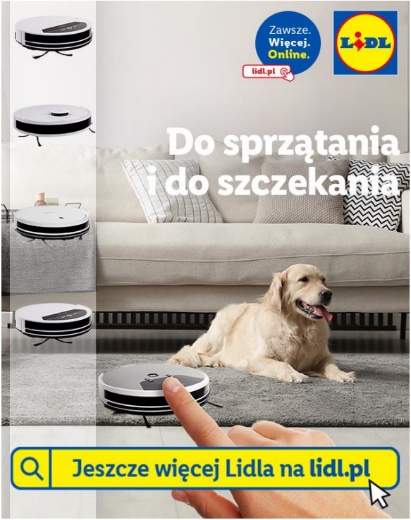 Zawsze.
Więcej.
Online.
lidl.pl
LIDL
Do sprzątania
i do szczekania
Jeszcze więcej Lidla na lidl.pl